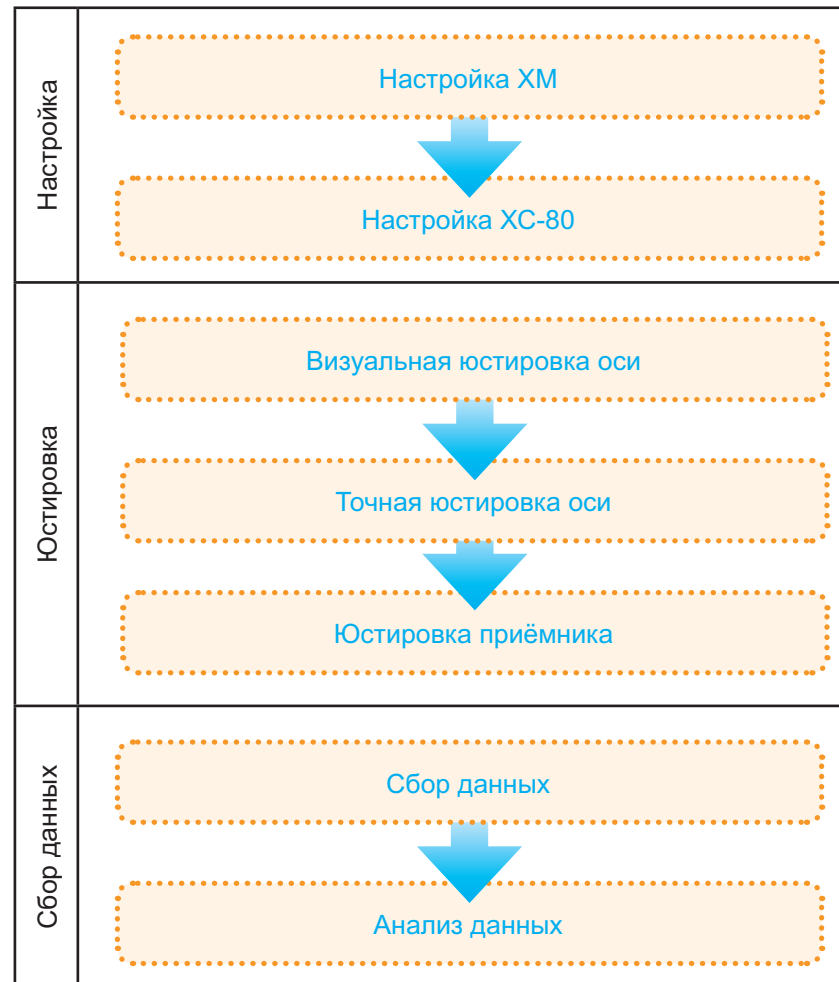 Настройка
Настройка XM
Настройка XC-80
Юстировка
Визуальная юстировка оси
Точная юстировка оси
Юстировка приёмника
Сбор данных
Сбор данных
Анализ данных